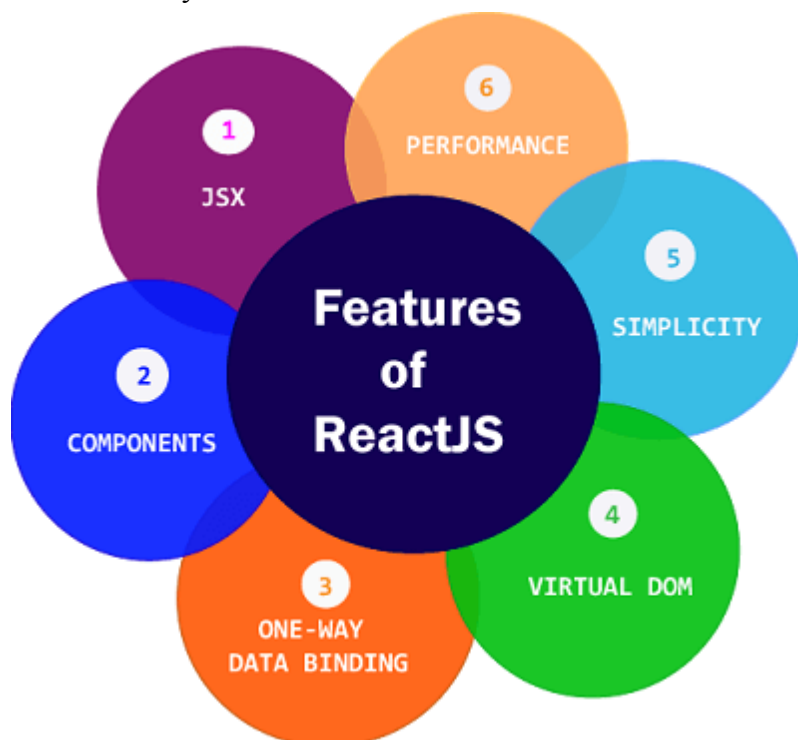 Features
of
ReactJS
1
JSX
2
COMPONENTS
3
ONE-WAY
DATA BINDING
4
VIRTUAL DOM
5
SIMPLICITY
6
PERFORMANCE